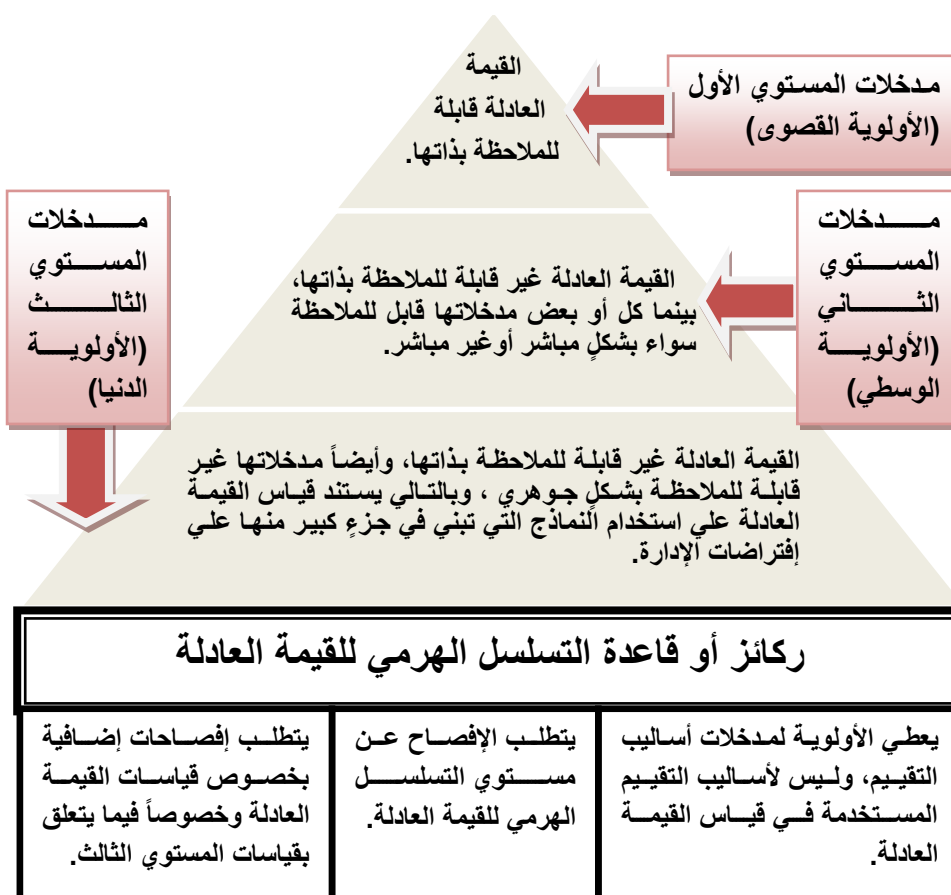 القيمة
العادلة قابلة
للملاحظة بذاتها.
مدخلات المستوي الأول
(الأولوية القصوى)
مدخلات
المستوي
الثاني
(الأولوية
الوسطي)
القيمة العادلة غير قابلة للملاحظة بذاتها،
بينما كل أو بعض مدخلاتها قابل للملاحظة
سواء بشكلٍ مباشر أوغير مباشر.
مدخلات
المستوي
الثالث
(الأولوية
الدنيا)
القيمة العادلة غير قابلة للملاحظة بذاتها، وأيضاً مدخلاتها غير
قابلة للملاحظة بشكلٍ جوهري ، وبالتالي يستند قياس القيمة
العادلة علي استخدام النماذج التي تبني في جزءٍ كبير منها علي
إفتراضات الإدارة.
ركائز أو قاعدة التسلسل الهرمي للقيمة العادلة
يعطي الأولوية لمدخلات أساليب
التقييم، وليس لأساليب التقييم
المستخدمة في قياس القيمة
العادلة.
يتطلب الإفصاح عن
مستوي التسلسل
الهرمي للقيمة العادلة.
يتطلب إفصاحات إضافية
بخصوص قياسات القيمة
العادلة وخصوصاً فيما يتعلق
بقياسات المستوي الثالث.